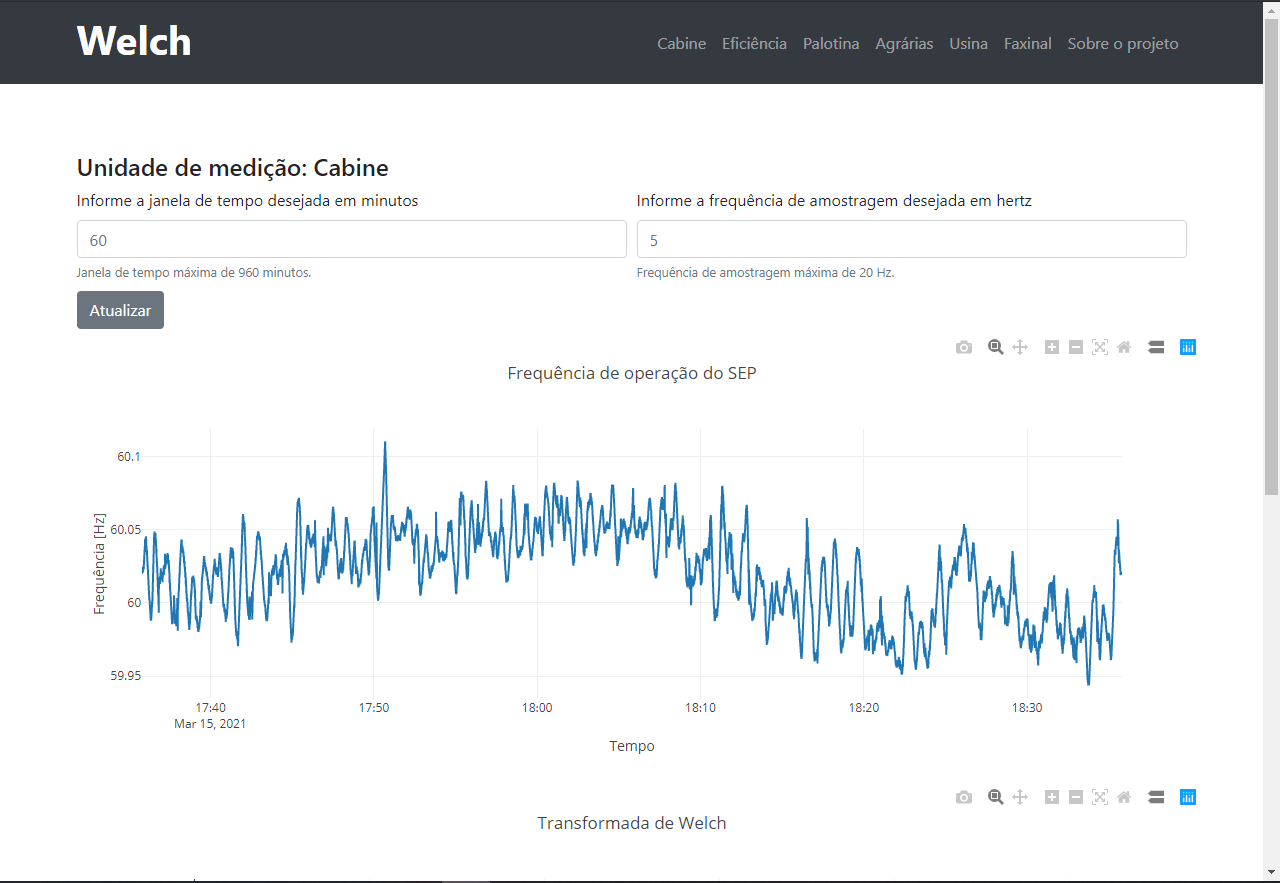 Welch
Cabine Eficiência Palotina Agrárias Usina Faxinal Sobre o projeto
Unidade de medição: Cabine
Informe a janela de tempo desejada em minutos
60
Janela de tempo máxima de 960 minutos.
Informe a frequência de amostragem desejada em hertz
5
Frequência de amostragem máxima de 20 Hz.
Atualizar
Frequência de operação do SEP
Frequência [Hz]
60.1
60.05
60
59.95
17:40 17:50 18:00 18:10 18:20 18:30
Mar 15, 2021
Tempo
Transformada de Welch